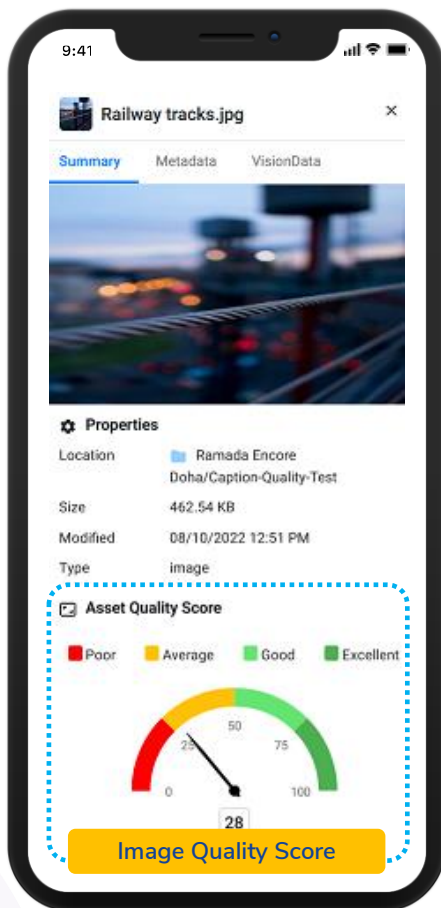 9:41
Railway tracks.jpg ×
Summary Metadata VisionData
Properties
Location Ramada Encore
Doha/Caption-Quality-Test
Size 462.54 KB
Modified 08/10/2022 12:51 PM
Type image
Asset Quality Score
Poor Average Good Excellent
50
25 75
0 100
28
Image Quality Score